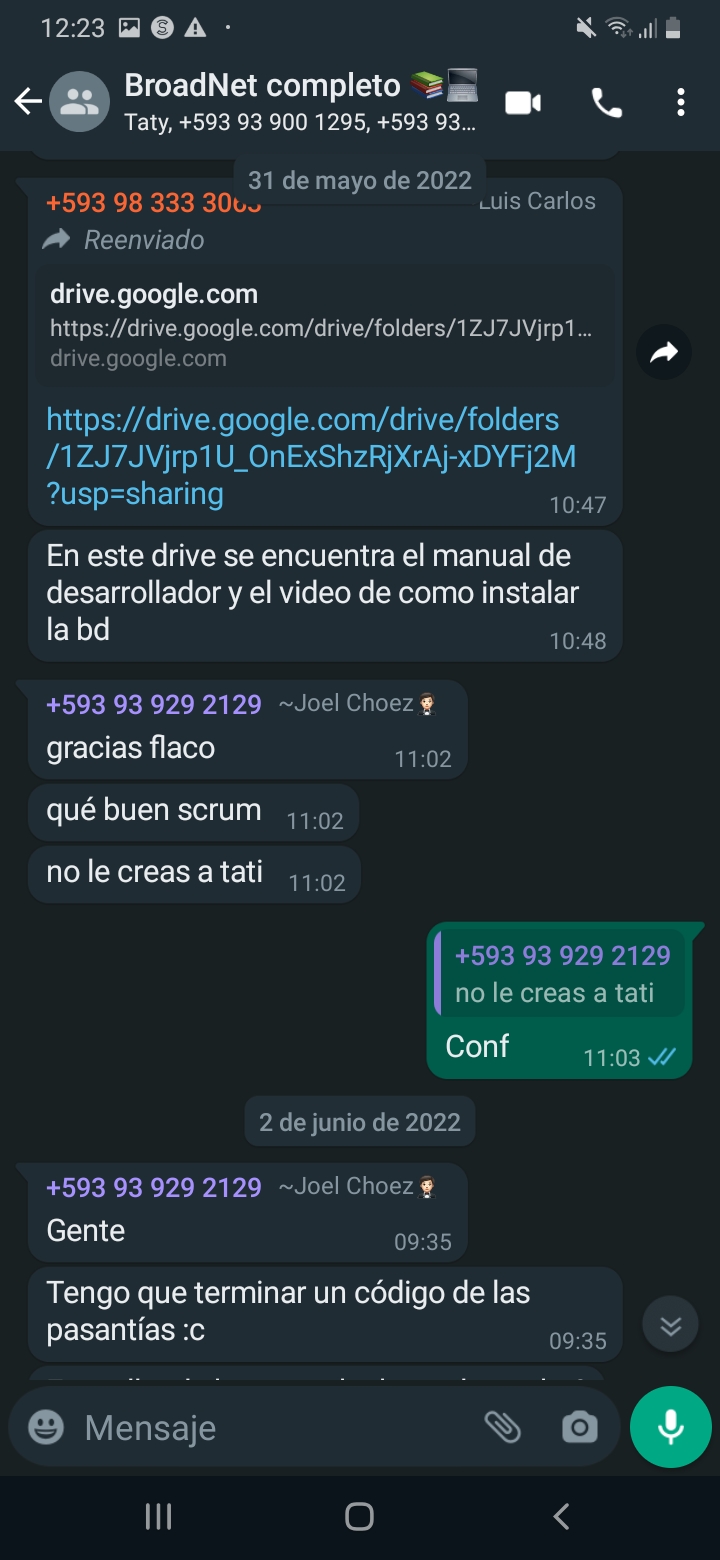 12:23
BroadNet completo
Taty, +593 93 900 1295, +593 93...
31 de mayo de 2022
+593 98 333 3063
Luis Carlos
Reenviado
drive.google.com
https://drive.google.com/drive/folders/1ZJ7JVjrp1...
drive.google.com
https://drive.google.com/drive/folders
/1ZJ7JVjrp1U_OnExShzRjXrAj-xDYFj2M
?usp=sharing
10:47
En este drive se encuentra el manual de
desarrollador y el video de como instalar
la bd
10:48
+593 93 929 2129 ~Joel Choez
gracias flaco
11:02
qué buen scrum 11:02
no le creas a tati 11:02
+593 93 929 2129
no le creas a tati
Conf 11:03
2 de junio de 2022
+593 93 929 2129 ~Joel Choez
Gente
09:35
Tengo que terminar un código de las
pasantías :c
09:35
Mensaje